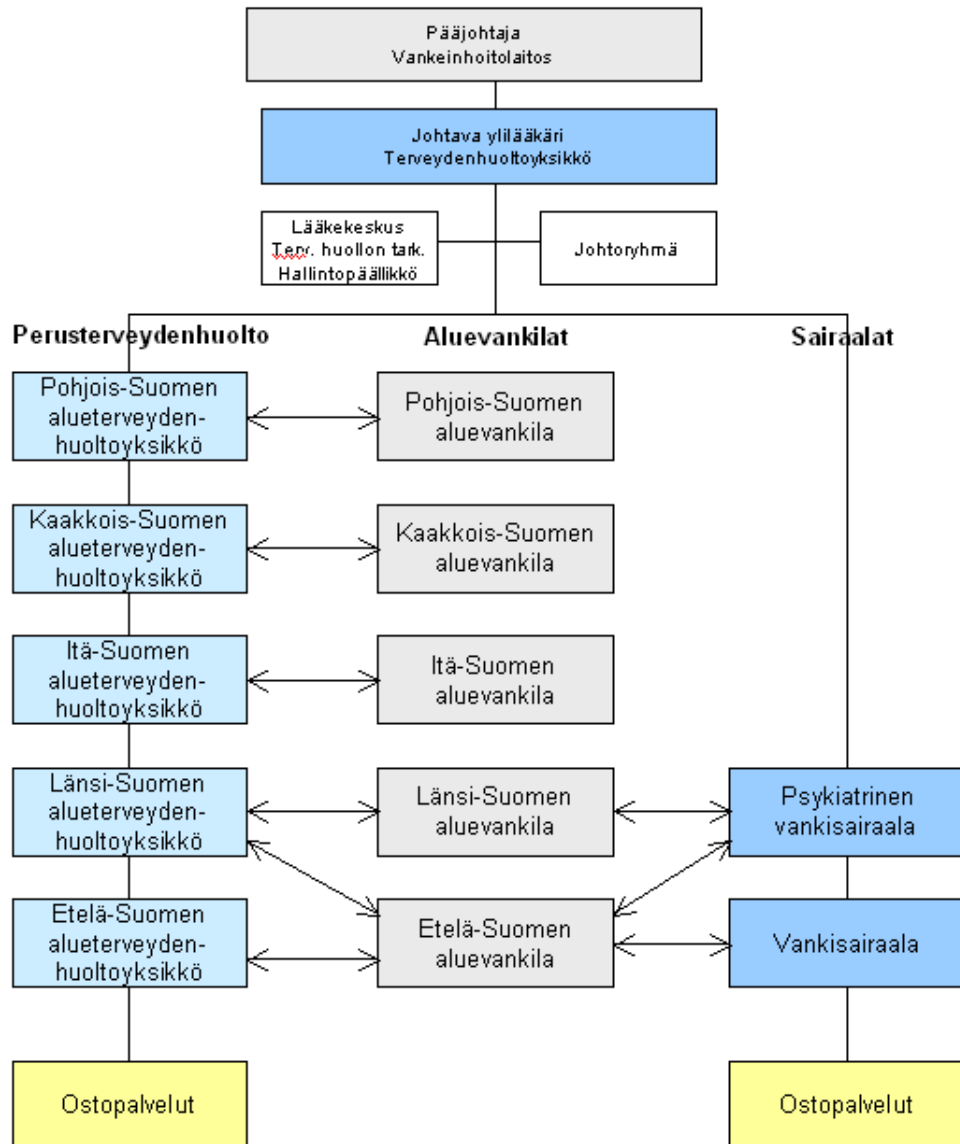 Pääjohtaja
Vankeinhoitolaitos
Johtava ylilääkäri
Terveydenhuoltoyksikkö
Lääkekeskus
Terv. huollon tark.
Hallintopäällikkö
Johtoryhmä
Perusterveydenhuolto
Aluevankilat
Sairaalat
Pohjois-Suomen
alueterveyden-
huoltoyksikkö
Pohjois-Suomen
aluevankila
Kaakkois-Suomen
alueterveyden-
huoltoyksikkö
Kaakkois-Suomen
aluevankila
Itä-Suomen
alueterveyden-
huoltoyksikkö
Itä-Suomen
aluevankila
Länsi-Suomen
alueterveyden-
huoltoyksikkö
Länsi-Suomen
aluevankila
Psykiatrinen
vankisairaala
Etelä-Suomen
alueterveyden-
huoltoyksikkö
Etelä-Suomen
aluevankila
Vankisairaala
Ostopalvelut
Ostopalvelut